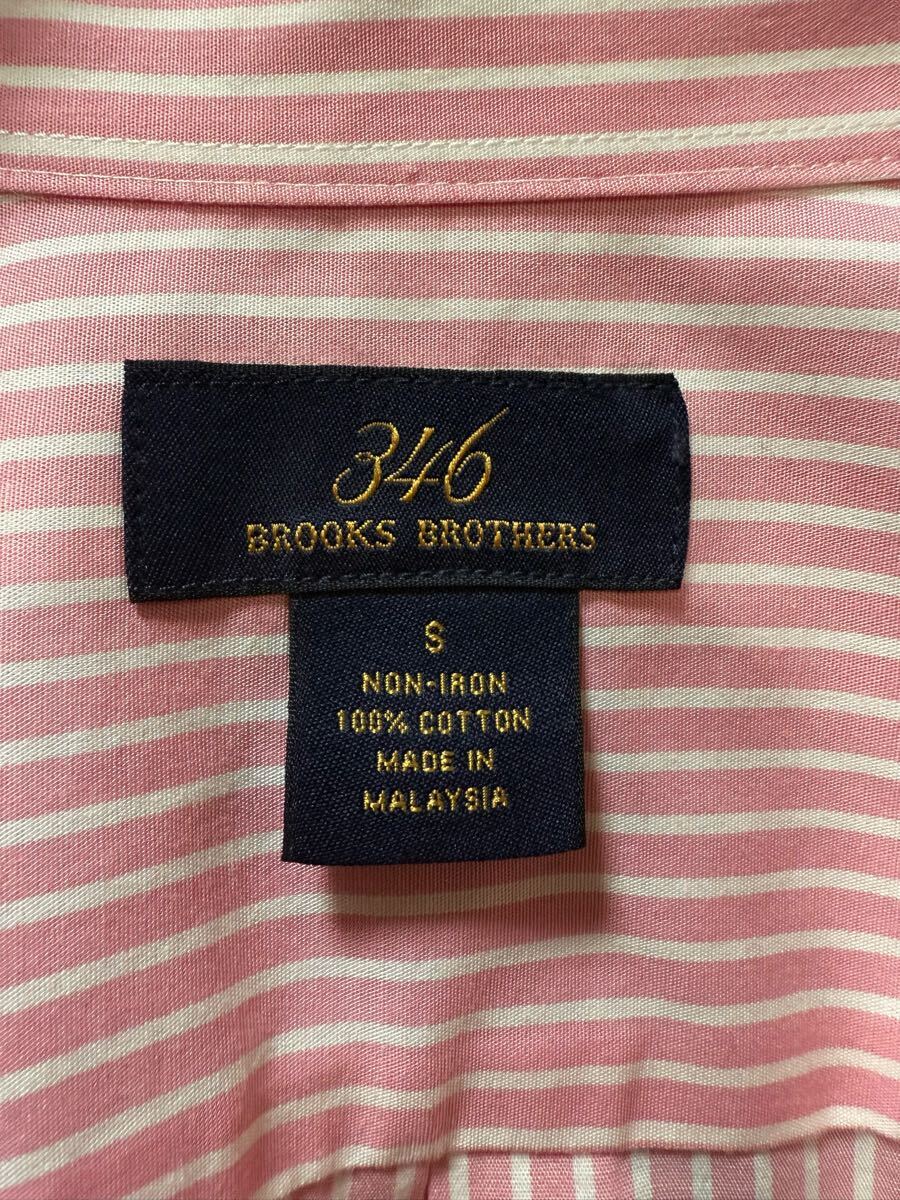 346
BROOKS BROTHERS
S
NON-IRON
100% COTTON
MADE IN
MALAYSIA